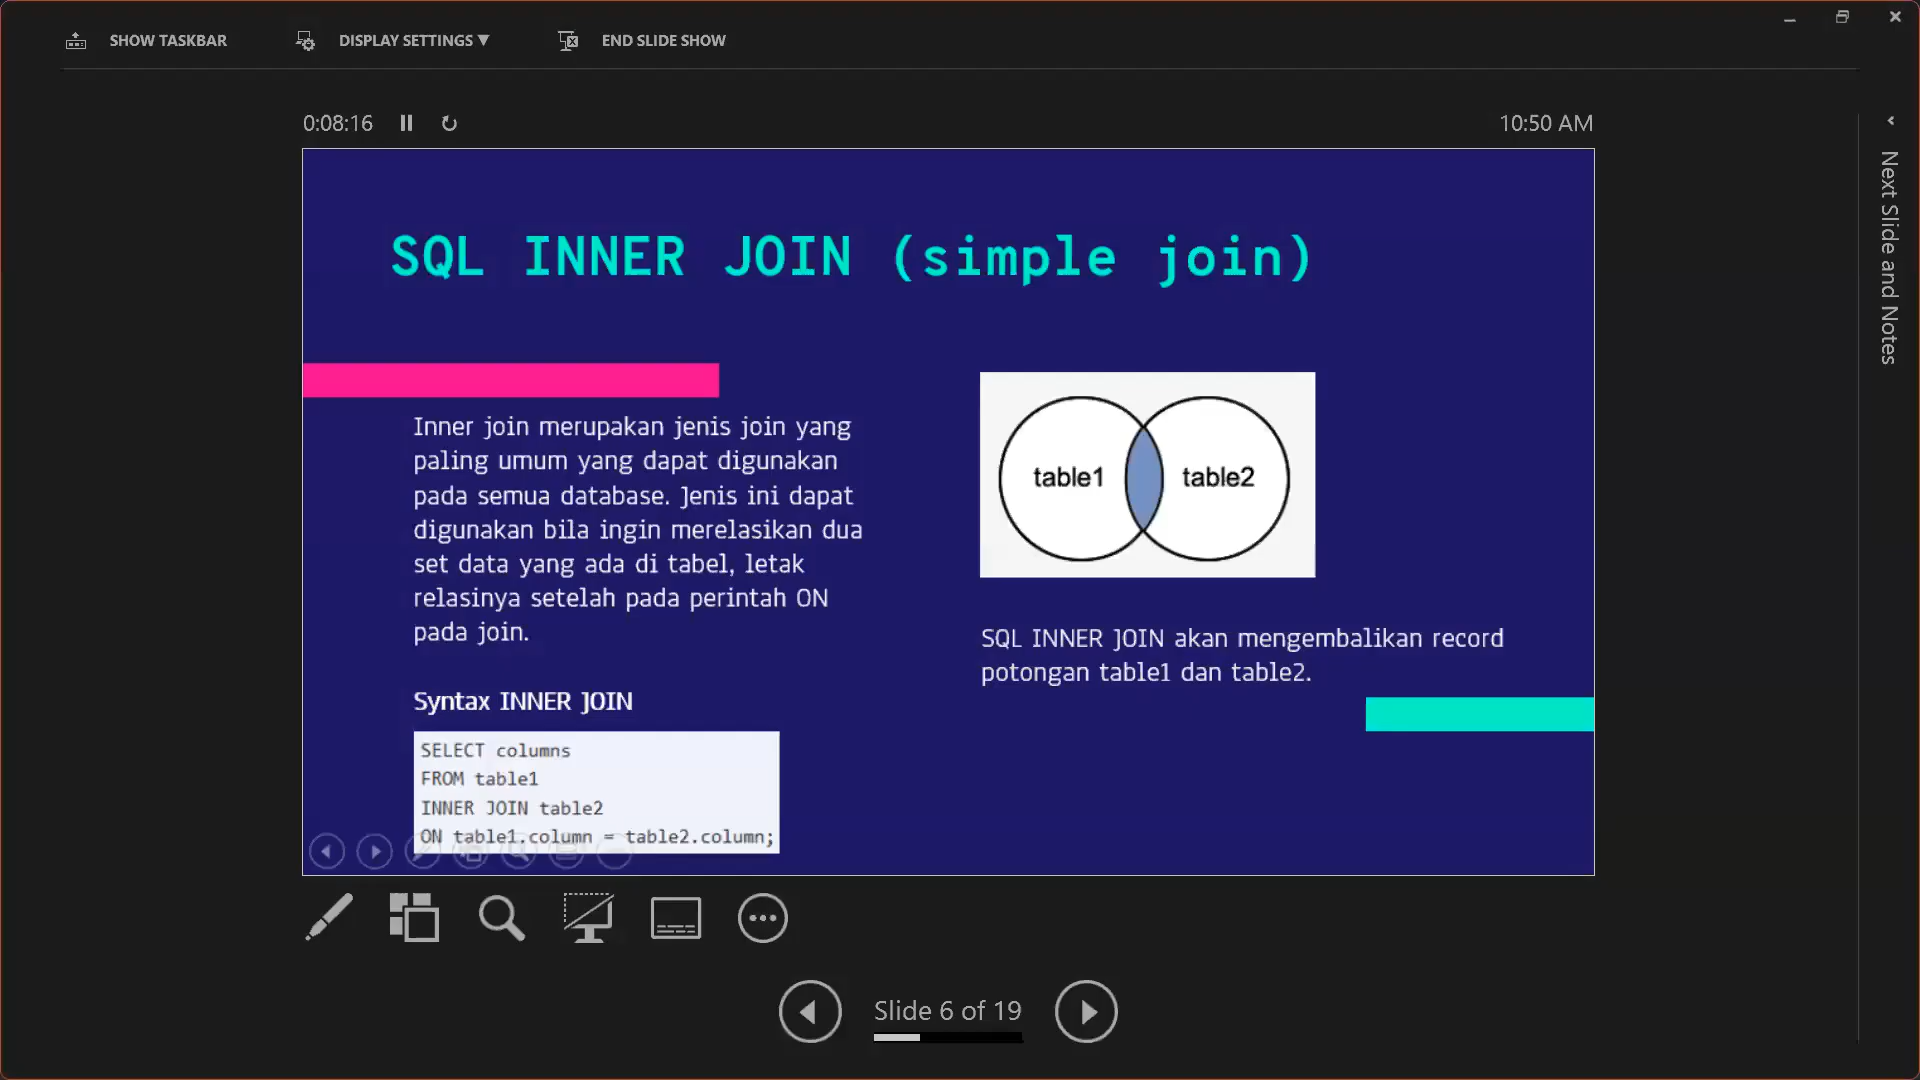 SHOW TASKBAR
DISPLAY SETTINGS ▼
END SLIDE SHOW
0:08:16
10:50 AM
Next Slide and Notes
SQL INNER JOIN (simple join)
Inner join merupakan jenis join yang
paling umum yang dapat digunakan
pada semua database. Jenis ini dapat
digunakan bila ingin merelasikan dua
set data yang ada di tabel, letak
relasinya setelah pada perintah ON
pada join.
Syntax INNER JOIN
SELECT columns
FROM table1
INNER JOIN table2
ON table1.column = table2.column;
table1
table2
SQL INNER JOIN akan mengembalikan record
potongan table1 dan table2.
Slide 6 of 19